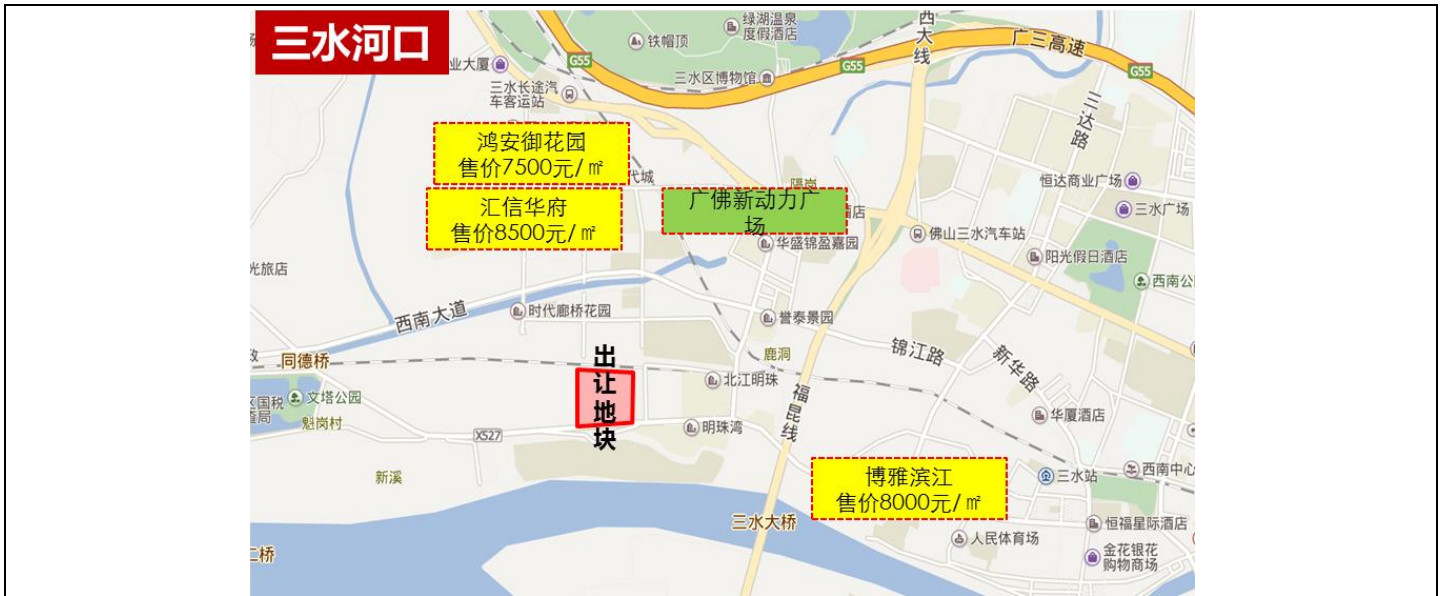 三水河口
绿湖温泉
度假酒店
铁帽顶
西大线
广三高速
G55
业大厦
三水区博物馆
G55
G55
三水长途汽
车客运站
三达路
鸿安御花园
售价7500元/㎡
代城
隔岗
恒达商业广场
汇信华府
售价8500元/㎡
广佛新动力广
场
酒店
三水广场
华盛锦盈嘉园
佛山三水汽车站
阳光假日酒店
光旅店
西南公
西南大道
时代廊桥花园
誉泰景园
锦江路
新华路
鹿洞
同德桥
出让地块
北江明珠
福昆线
区国税
文塔公园
魁岗村
X527
明珠湾
华厦酒店
新溪
博雅滨江
售价8000元/㎡
三水站
西南中心
三水大桥
人民体育场
恒福星际酒店
二桥
金花银花
购物商场